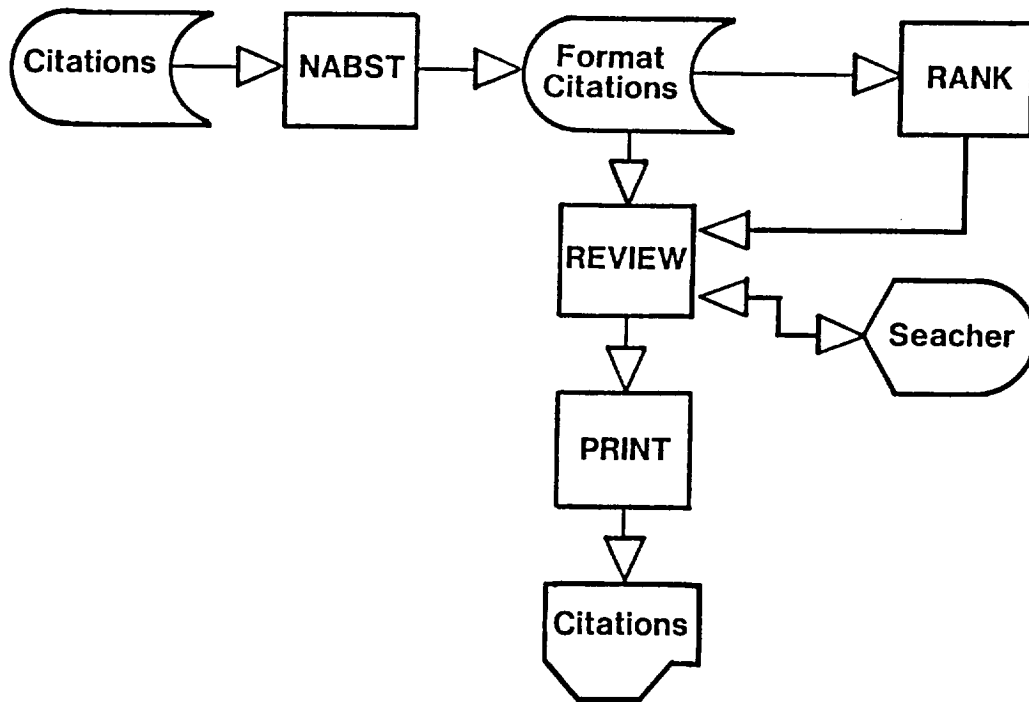 Citations
NABST
Format
Citations
RANK
REVIEW
Seacher
PRINT
Citations